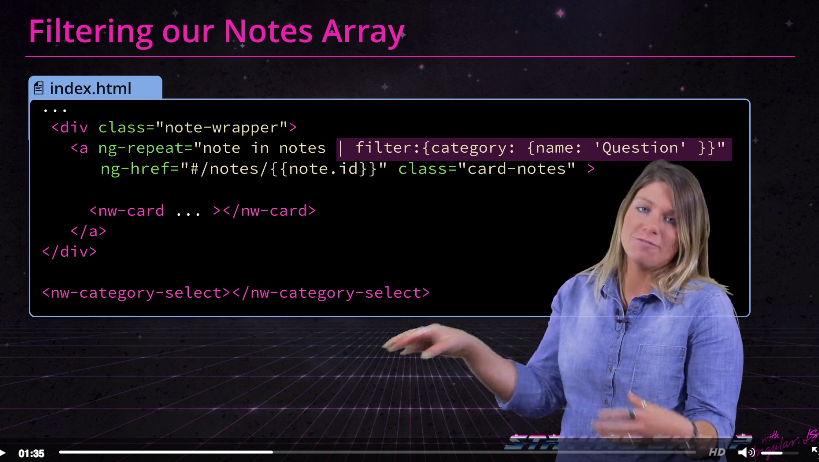 Filtering our Notes Array
index.html
...
<div class="note-wrapper">
<a ng-repeat="note in notes | filter:{category: {name: 'Question' }}"
ng-href="#/notes/{{note.id}}" class="card-notes" >
<nw-card ... ></nw-card>
</a>
</div>
<nw-category-select></nw-category-select>
01:35
HD